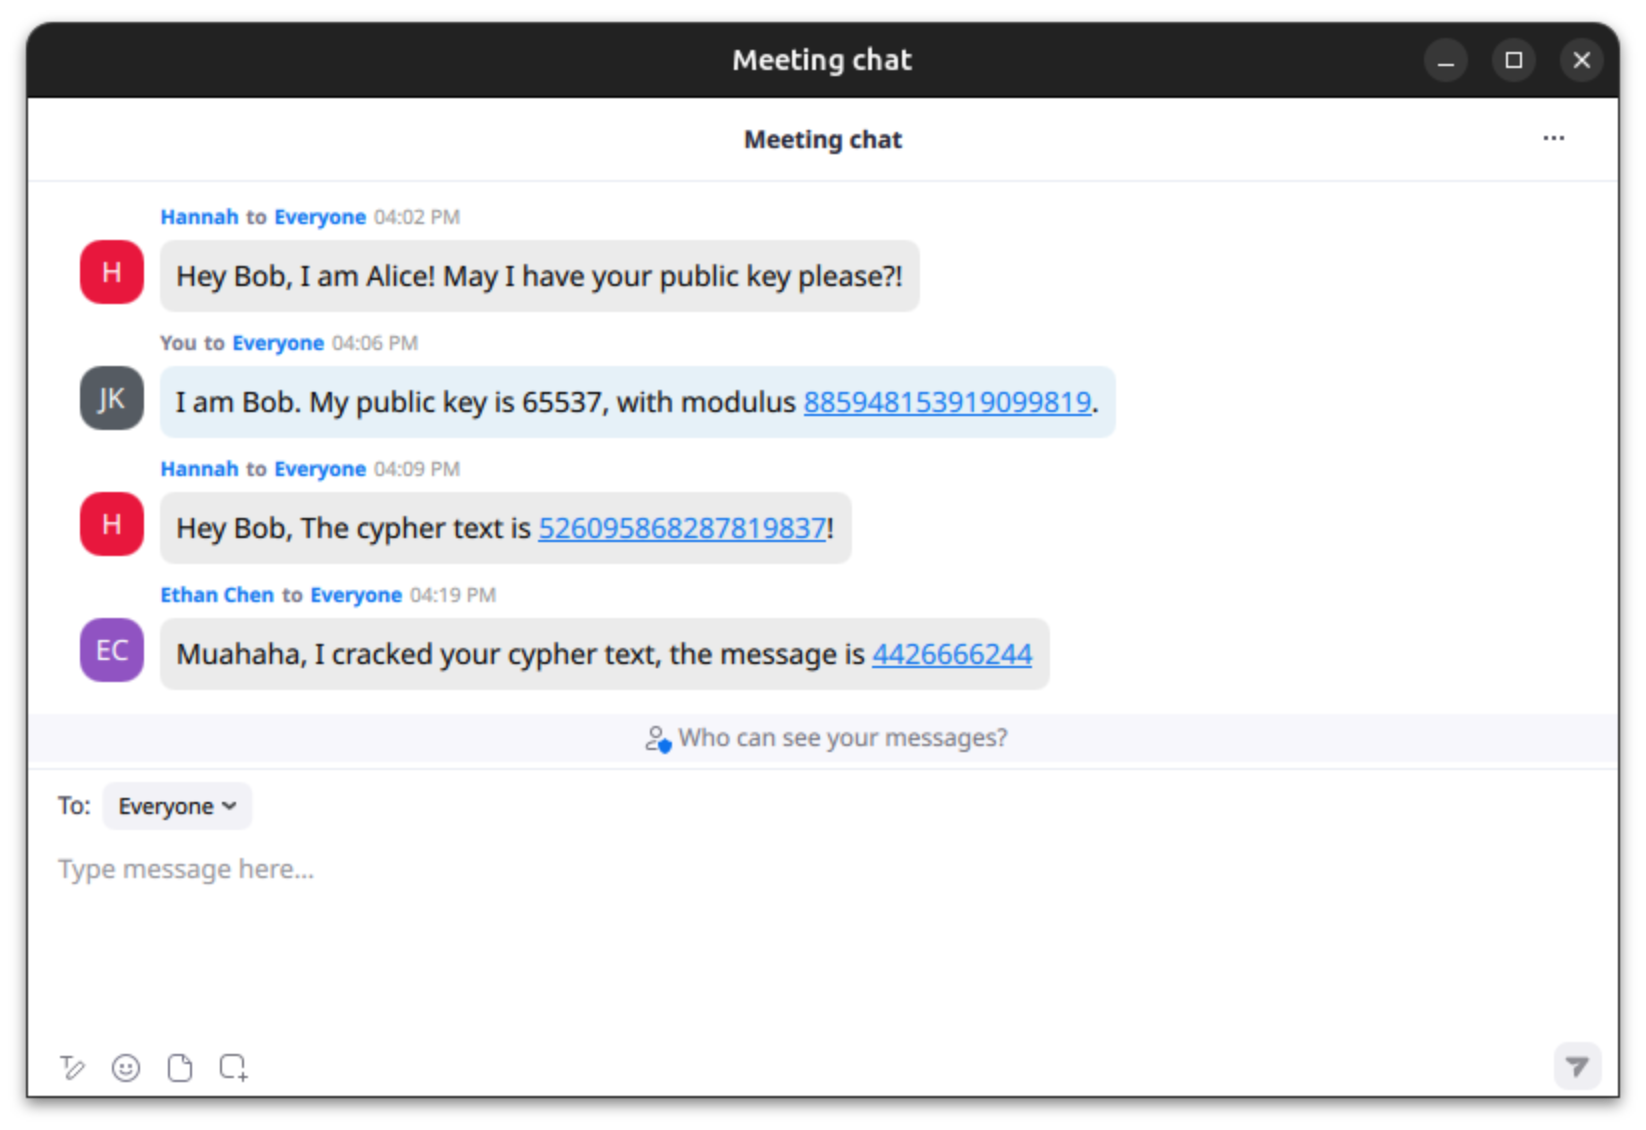 Meeting chat
Meeting chat
...
Hannah to Everyone 04:02 PM
H
Hey Bob, I am Alice! May I have your public key please?!
You to Everyone 04:06 PM
JK
I am Bob. My public key is 65537, with modulus 885948153919099819.
Hannah to Everyone 04:09 PM
H
Hey Bob, The cypher text is 526095868287819837!
Ethan Chen to Everyone 04:19 PM
EC
Muahaha, I cracked your cypher text, the message is 4426666244
Who can see your messages?
To: Everyone
Type message here...